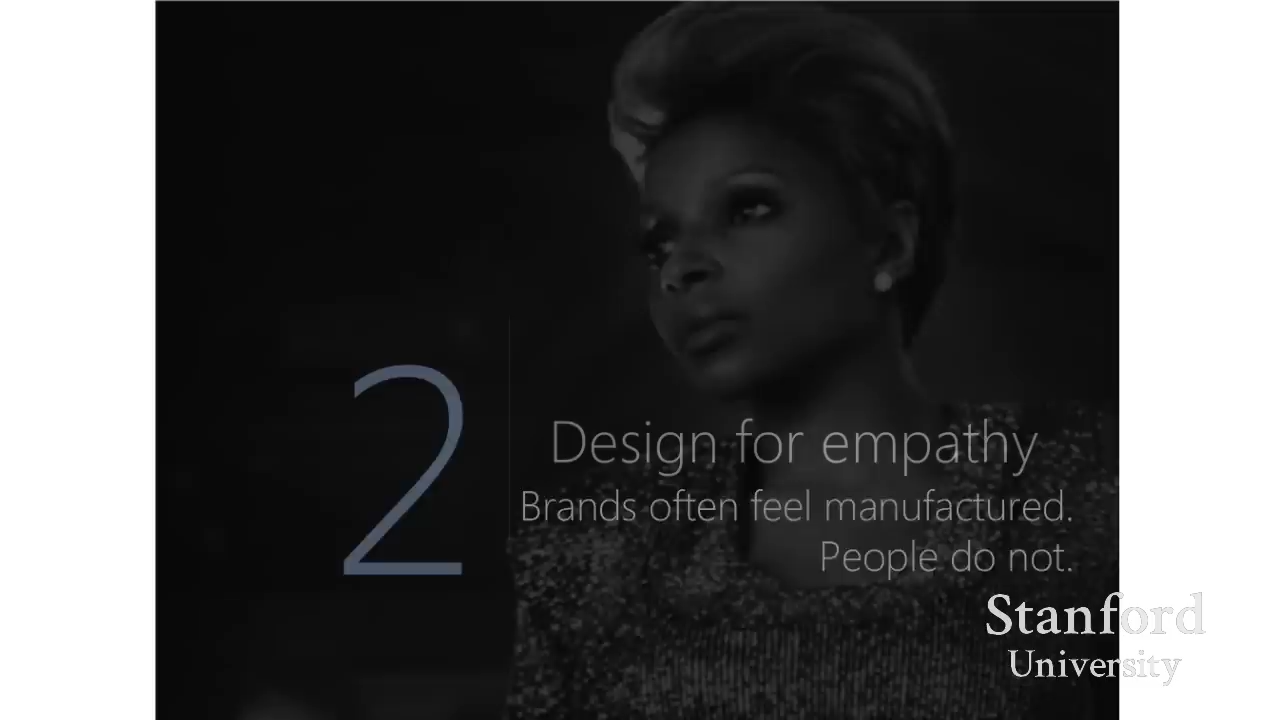 2
Design for empathy
Brands often feel manufactured.
People do not.
Stanford
University